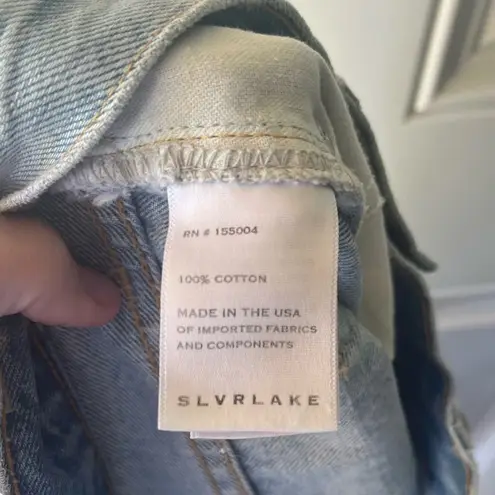 RN # 155004
100% COTTON
MADE IN THE USA
OF IMPORTED FABRICS
AND COMPONENTS
SLVRLAKE